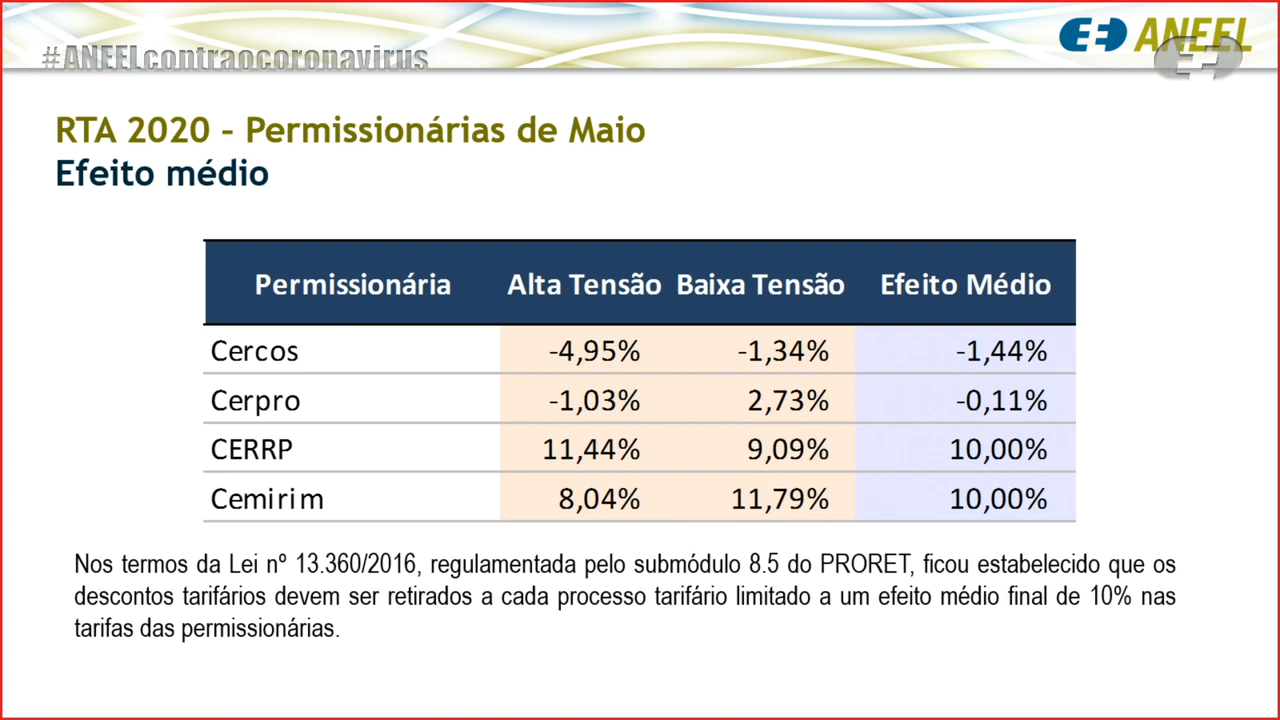 #ANEELcontraocoronavirus
ANEEL
RTA 2020 – Permissionárias de Maio
Efeito médio
Permissionária Alta Tensão Baixa Tensão Efeito Médio
Cercos -4,95% -1,34% -1,44%
Cerpro -1,03% 2,73% -0,11%
CERRP 11,44% 9,09% 10,00%
Cemirim 8,04% 11,79% 10,00%
Nos termos da Lei nº 13.360/2016, regulamentada pelo submódulo 8.5 do PRORET, ficou estabelecido que os
descontos tarifários devem ser retirados a cada processo tarifário limitado a um efeito médio final de 10% nas
tarifas das permissionárias.